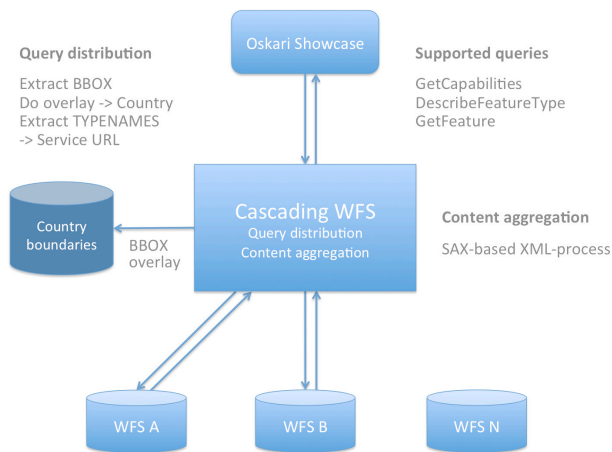 Query distribution
Extract BBOX
Do overlay -> Country
Extract TYPENAMES
-> Service URL
Oskari Showcase
Supported queries
GetCapabilities
DescribeFeatureType
GetFeature
Country
boundaries
BBOX
overlay
Cascading WFS
Query distribution
Content aggregation
Content aggregation
SAX-based XML-process
WFS A
WFS B
WFS N